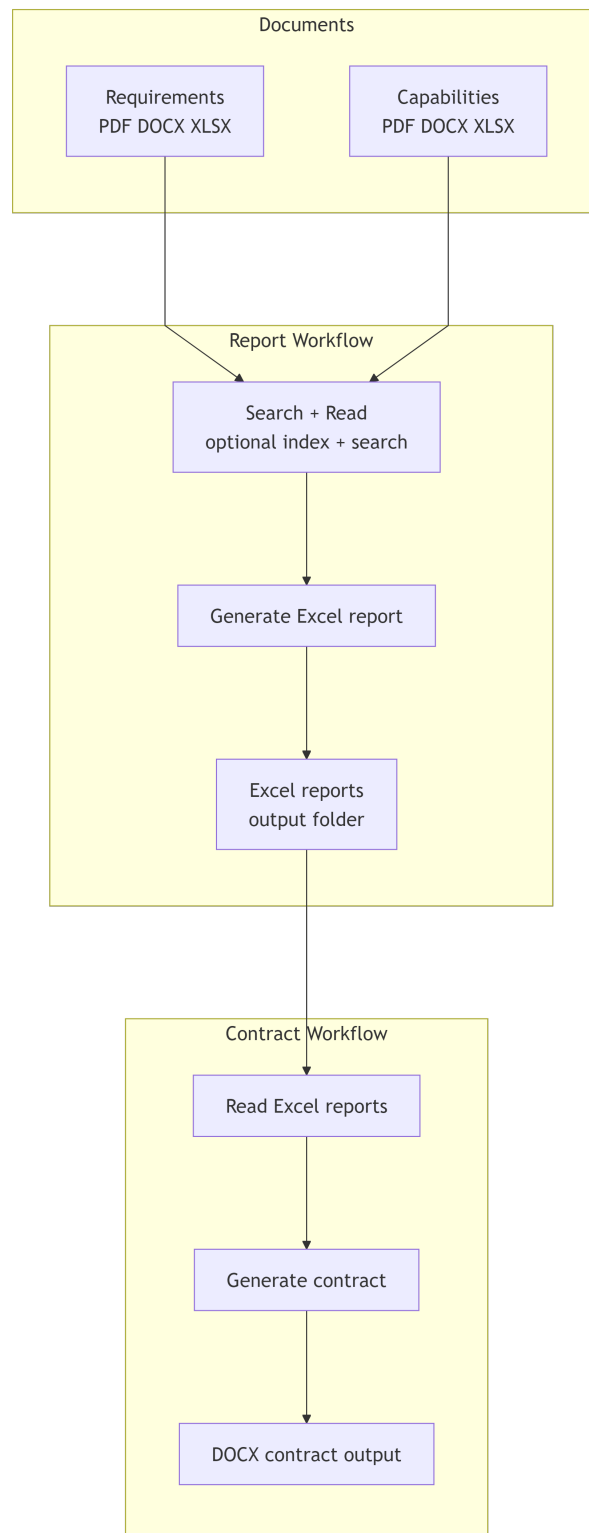 Documents
Requirements
PDF DOCX XLSX
Capabilities
PDF DOCX XLSX
Report Workflow
Search + Read
optional index + search
Generate Excel report
Excel reports
output folder
Contract Workflow
Read Excel reports
Generate contract
DOCX contract output